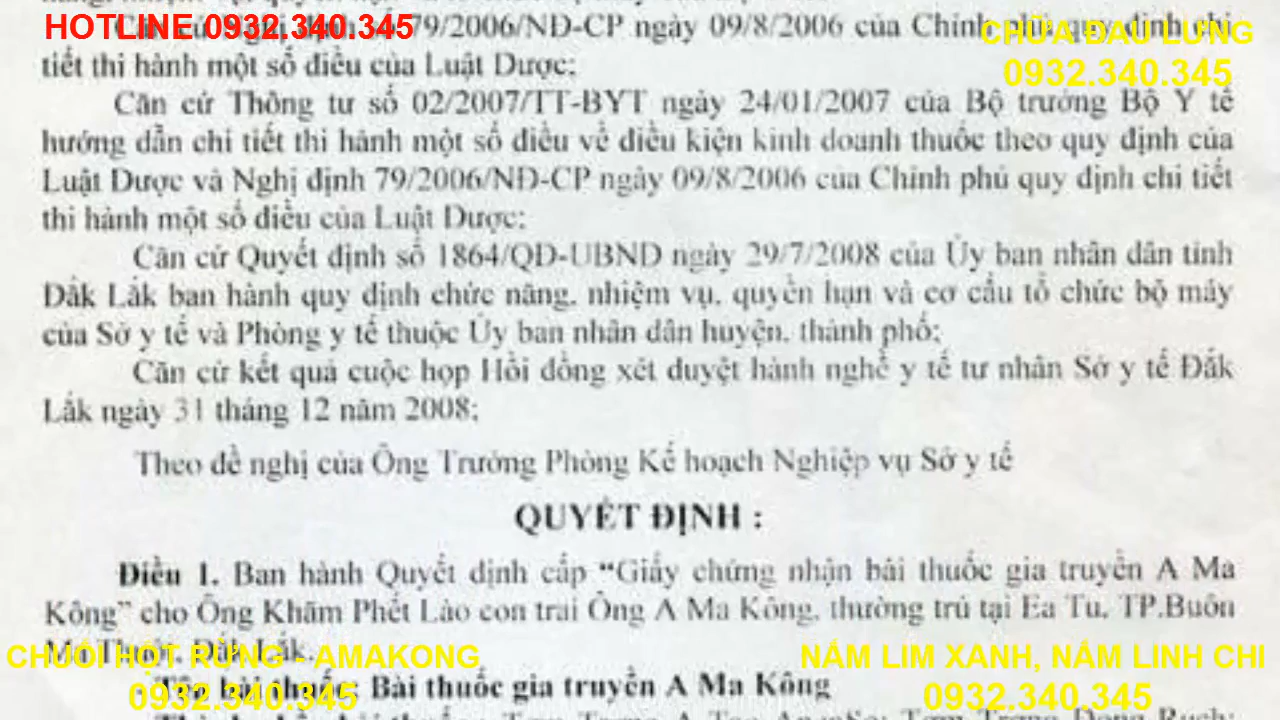 HOTLINE:0932.340.345
79/2006/NĐ-CP ngày 09/8/2006 của Chính phủ quy định chi
CHỮA ĐAU LƯNG
0932.340.345
tiết thi hành một số điều của Luật Dược;
Căn cứ Thông tư số 02/2007/TT-BYT ngày 24/01/2007 của Bộ trưởng Bộ Y tế
hướng dẫn chi tiết thi hành một số điều về điều kiện kinh doanh thuốc theo quy định của
Luật Dược và Nghị định 79/2006/NĐ-CP ngày 09/8/2006 của Chính phủ quy định chi tiết
thi hành một số điều của Luật Dược;
Căn cứ Quyết định số 1864/QĐ-UBND ngày 29/7/2008 của Ủy ban nhân dân tỉnh
Đắk Lắk ban hành quy định chức năng, nhiệm vụ, quyền hạn và cơ cấu tổ chức bộ máy
của Sở y tế và Phòng y tế thuộc Ủy ban nhân dân huyện, thành phố;
Căn cứ kết quả cuộc họp Hồi đồng xét duyệt hành nghề y tế tư nhân Sở y tế Đắk
Lắk ngày 31 tháng 12 năm 2008;
Theo đề nghị của Ông Trưởng Phòng Kế hoạch Nghiệp vụ Sở y tế
QUYẾT ĐỊNH :
Điều 1. Ban hành Quyết định cấp “Giấy chứng nhận bài thuốc gia truyền A Ma
Kông” cho Ông Khăm Phết Lào con trai Ông A Ma Kông, thường trú tại Ea Tu, TP.Buôn
Ma Thuột, Đắk Lắk.
CHUỐI HỘT RỪNG - AMAKONG
0932.340.345
NẤM LIM XANH, NẤM LINH CHI
0932.340.345
Tên bài thuốc: Bài thuốc gia truyền A Ma Kông